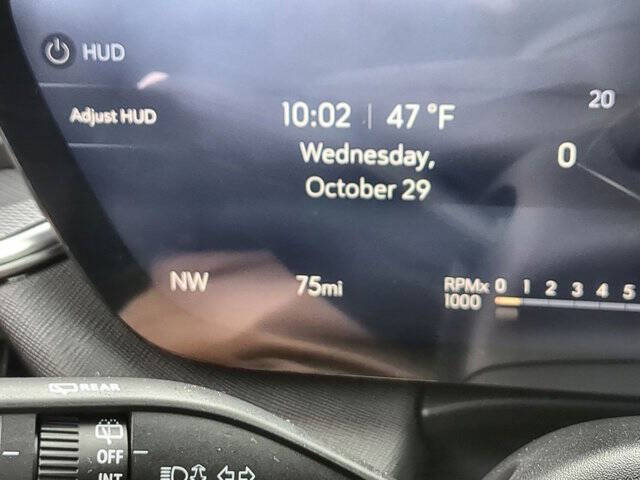 HUD
Adjust HUD
10:02 | 47 °F
Wednesday,
October 29
20
0
NW
75mi
RPMx 0 1 2 3 4 5
1000
REAR
OFF
INT